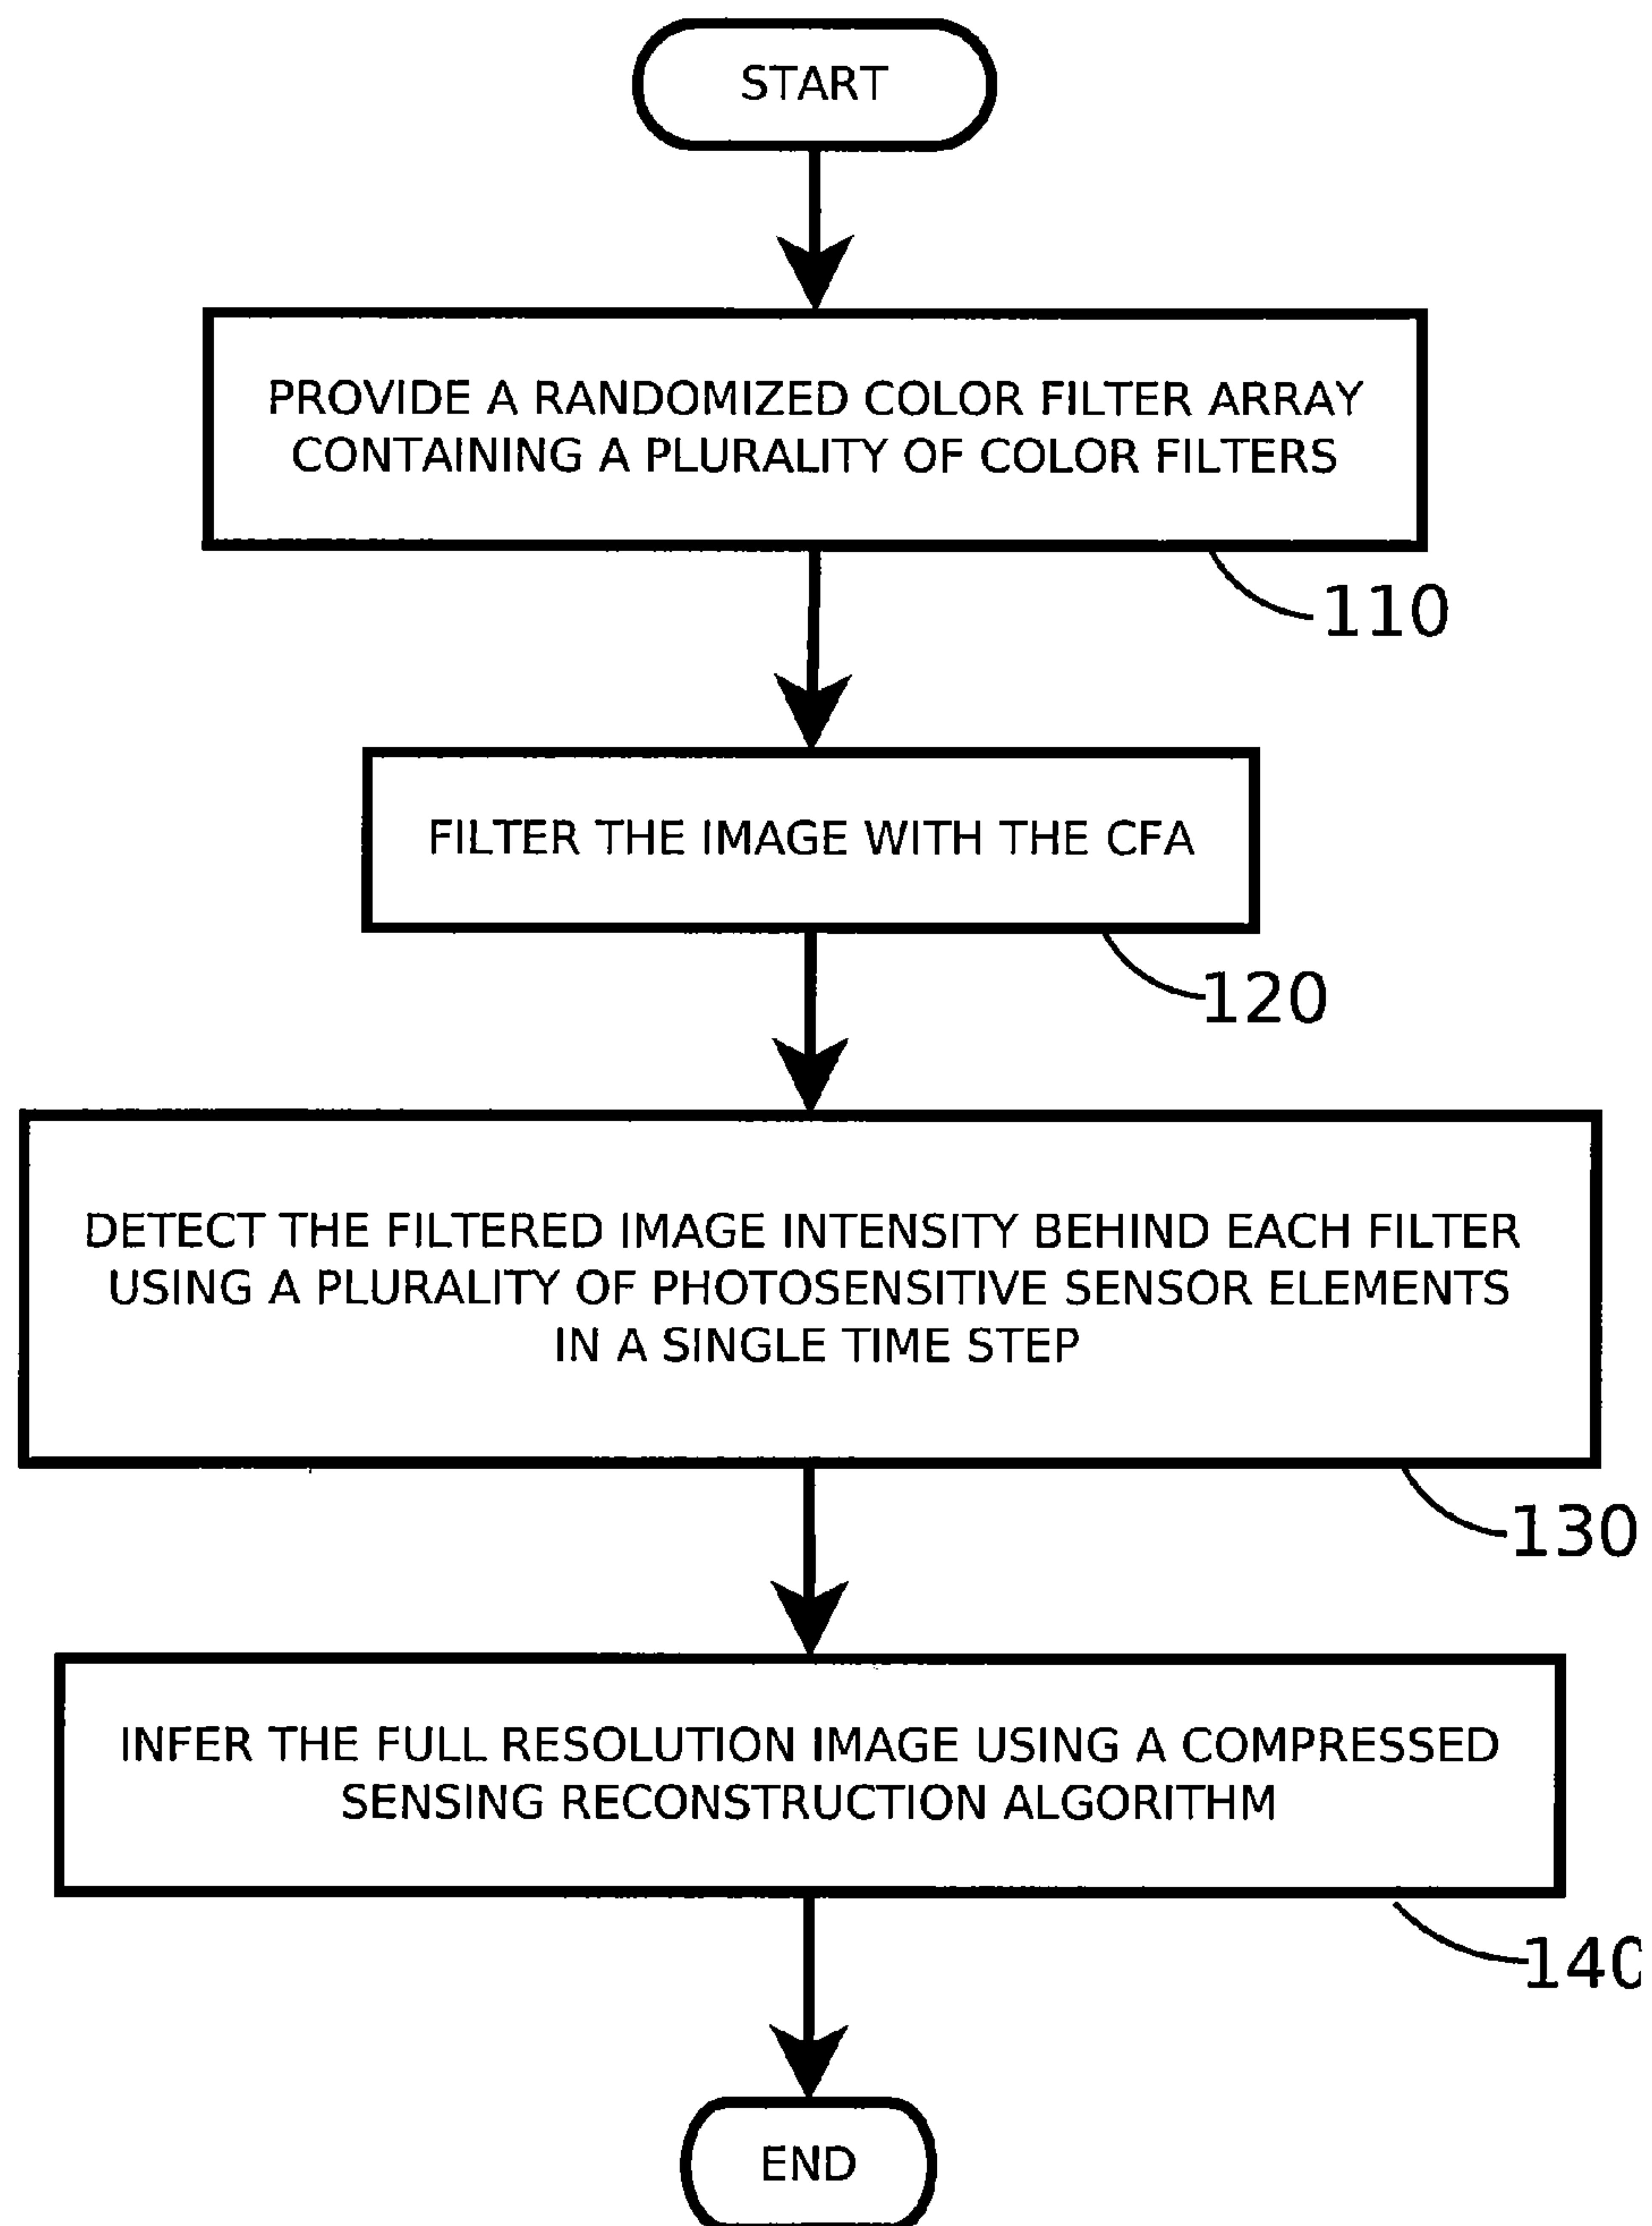 START
PROVIDE A RANDOMIZED COLOR FILTER ARRAY
CONTAINING A PLURALITY OF COLOR FILTERS
110
FILTER THE IMAGE WITH THE CFA
120
DETECT THE FILTERED IMAGE INTENSITY BEHIND EACH FILTER
USING A PLURALITY OF PHOTOSENSITIVE SENSOR ELEMENTS
IN A SINGLE TIME STEP
130
INFER THE FULL RESOLUTION IMAGE USING A COMPRESSED
SENSING RECONSTRUCTION ALGORITHM
140
END